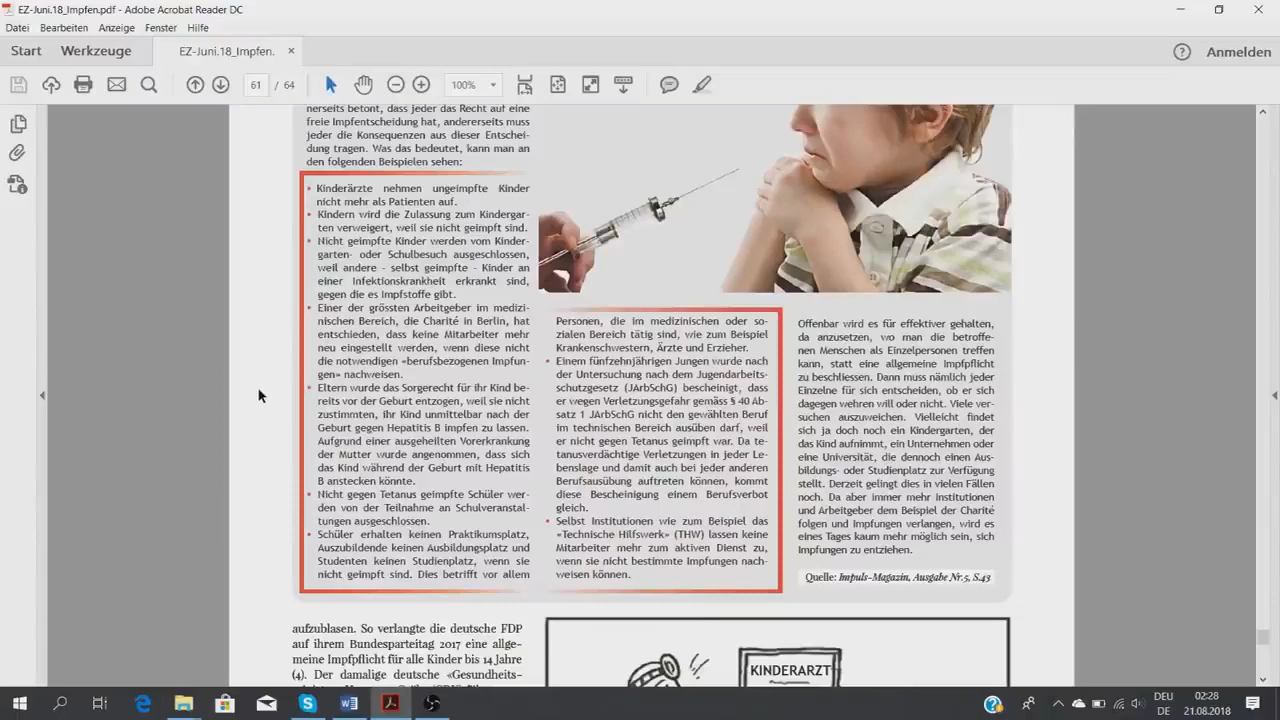 EZ-Juni.18_Impfen.pdf - Adobe Acrobat Reader DC
Datei Bearbeiten Anzeige Fenster Hilfe
Start Werkzeuge EZ-Juni.18_Impfen. × Anmelden
61 / 64 100%
nerseits betont, dass jeder das Recht auf eine
freie Impfentscheidung hat, andererseits muss
jeder die Konsequenzen aus dieser Entschei-
dung tragen. Was das bedeutet, kann man an
den folgenden Beispielen sehen:
• Kinderärzte nehmen ungeimpfte Kinder
nicht mehr als Patienten auf.
• Kindern wird die Zulassung zum Kindergar-
ten verweigert, weil sie nicht geimpft sind.
• Nicht geimpfte Kinder werden vom Kinder-
garten- oder Schulbesuch ausgeschlossen,
weil andere - selbst geimpfte - Kinder an
einer Infektionskrankheit erkrankt sind,
gegen die es Impfstoffe gibt.
• Einer der grössten Arbeitgeber im medizi-
nischen Bereich, die Charité in Berlin, hat
entschieden, dass keine Mitarbeiter mehr
neu eingestellt werden, wenn diese nicht
die notwendigen «berufsbezogenen Impfun-
gen» nachweisen.
• Eltern wurde das Sorgerecht für ihr Kind be-
reits vor der Geburt entzogen, weil sie nicht
zustimmten, ihr Kind unmittelbar nach der
Geburt gegen Hepatitis B impfen zu lassen.
Aufgrund einer ausgeheilten Vorerkrankung
der Mutter wurde angenommen, dass sich
das Kind während der Geburt mit Hepatitis
B anstecken könnte.
• Nicht gegen Tetanus geimpfte Schüler wer-
den von der Teilnahme an Schulveranstal-
tungen ausgeschlossen.
• Schüler erhalten keinen Praktikumsplatz,
Auszubildende keinen Ausbildungsplatz und
Studenten keinen Studienplatz, wenn sie
nicht geimpft sind. Dies betrifft vor allem
Personen, die im medizinischen oder so-
zialen Bereich tätig sind, wie zum Beispiel
Krankenschwestern, Ärzte und Erzieher.
• Einem fünfzehnjährigen Jungen wurde nach
der Untersuchung nach dem Jugendarbeits-
schutzgesetz (JArbSchG) bescheinigt, dass
er wegen Verletzungsgefahr gemäss § 40 Ab-
satz 1 JArbSchG nicht den gewählten Beruf
im technischen Bereich ausüben darf, weil
er nicht gegen Tetanus geimpft war. Da te-
tanusverdächtige Verletzungen in jeder Le-
benslage und damit auch bei jeder anderen
Berufsausübung auftreten können, kommt
diese Bescheinigung einem Berufsverbot
gleich.
• Selbst Institutionen wie zum Beispiel das
«Technische Hilfswerk» (THW) lassen keine
Mitarbeiter mehr zum aktiven Dienst zu,
wenn sie nicht bestimmte Impfungen nach-
weisen können.
Offenbar wird es für effektiver gehalten,
da anzusetzen, wo man die betroffe-
nen Menschen als Einzelpersonen treffen
kann, statt eine allgemeine Impfpflicht
zu beschliessen. Dann muss nämlich jeder
Einzelne für sich entscheiden, ob er sich
dagegen wehren will oder nicht. Viele ver-
suchen auszuweichen. Vielleicht findet
sich ja doch noch ein Kindergarten, der
das Kind aufnimmt, ein Unternehmen oder
eine Universität, die dennoch einen Aus-
bildungs- oder Studienplatz zur Verfügung
stellt. Derzeit gelingt dies in vielen Fällen
noch. Da aber immer mehr Institutionen
und Arbeitgeber dem Beispiel der Charité
folgen und Impfungen verlangen, wird es
eines Tages kaum mehr möglich sein, sich
Impfungen zu entziehen.
Quelle: Impuls-Magazin, Ausgabe Nr.5, S.43
aufzublasen. So verlangte die deutsche FDP
auf ihrem Bundesparteitag 2017 eine allge-
meine Impfpflicht für alle Kinder bis 14 Jahre
(4). Der damalige deutsche «Gesundheits-
KINDERARZT
DEU
DE
02:28
21.08.2018